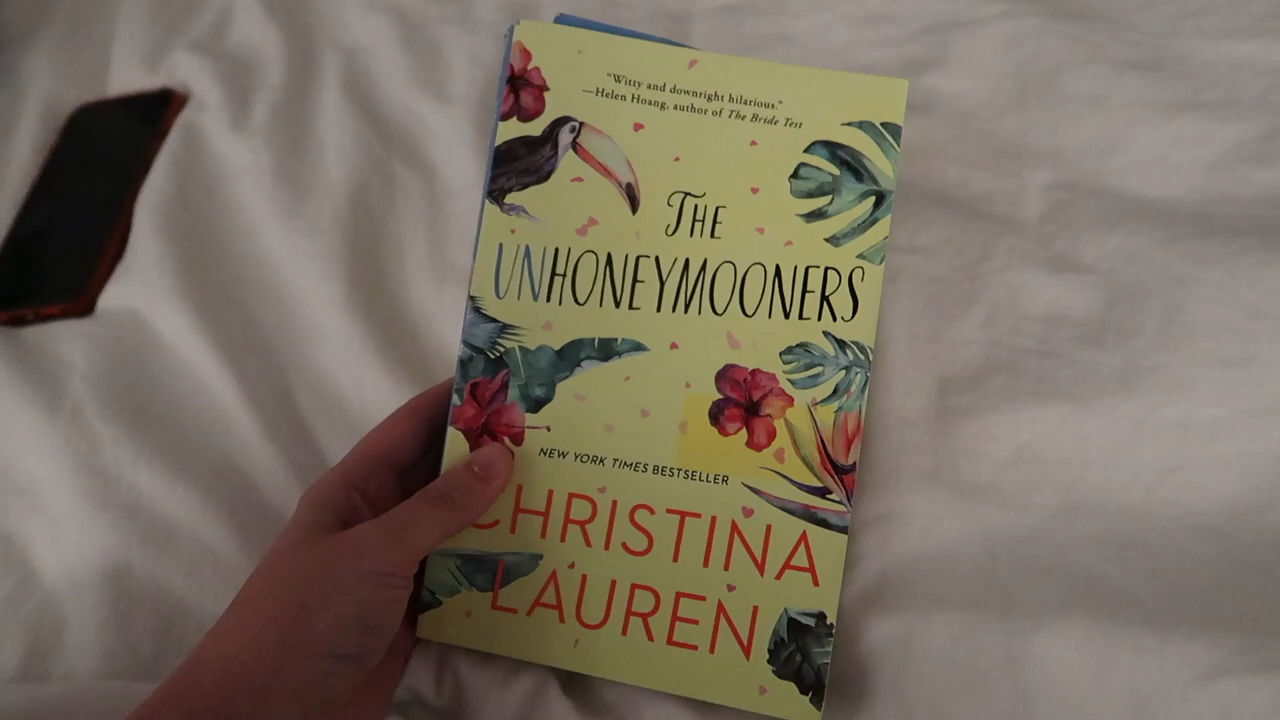 "Witty and downright hilarious."
—Helen Hoang, author of The Bride Test
THE
UNHONEYMOONERS
NEW YORK TIMES BESTSELLER
CHRISTINA
LAUREN